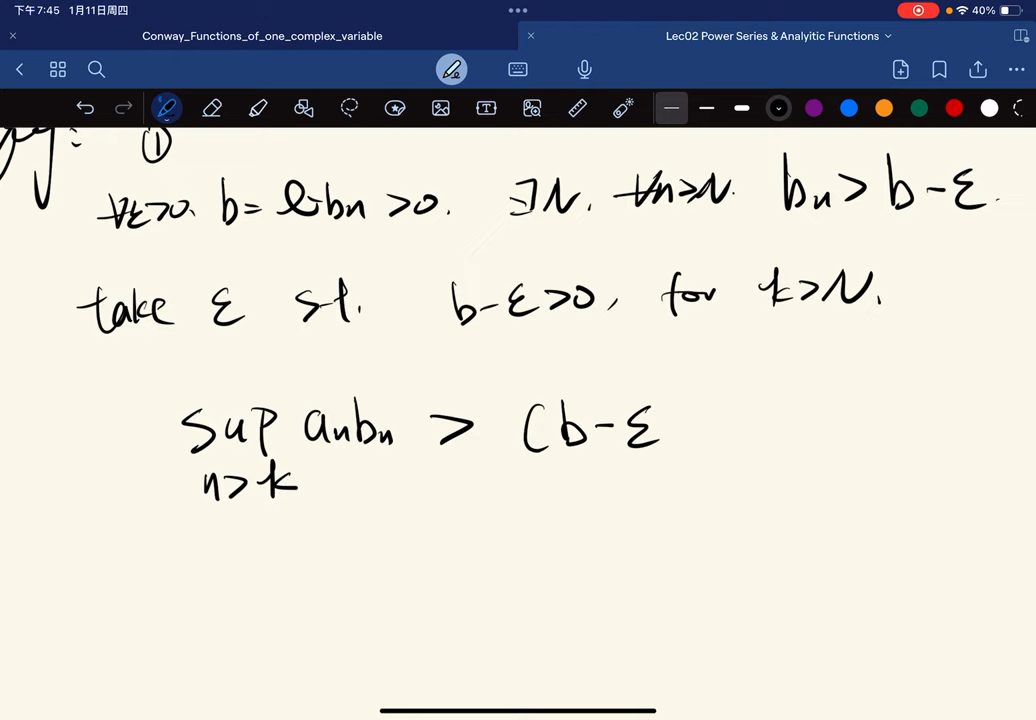 下午7:45 1月11日周四
40%
Conway_Functions_of_one_complex_variable
Lec02 Power Series & Analyitic Functions
①
∀ε>0. b = lim bn > 0. ∃N. ∀n>N. bn > b-ε.
take ε st. b-ε>0, for k>N.
sup anbn > (b-ε
n>k